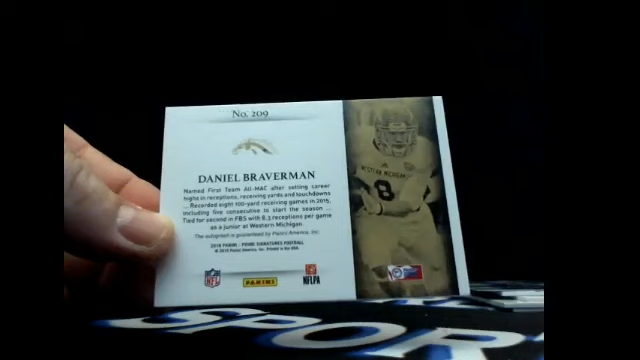 No. 209
DANIEL BRAVERMAN
Named First Team All-MAC after setting career
highs in receptions, receiving yards and touchdowns
... Recorded eight 100-yard receiving games in 2015,
including five consecutive to start the season ...
Tied for second in FBS with 8.3 receptions per game
as a junior at Western Michigan.
The autograph is guaranteed by Panini America, Inc.
2016 PANINI - PRIME SIGNATURES FOOTBALL
© 2016 Panini America, Inc. Printed in the USA
NFL
PANINI
NFLPA
WESTERN MICHIGAN
8
SPOR